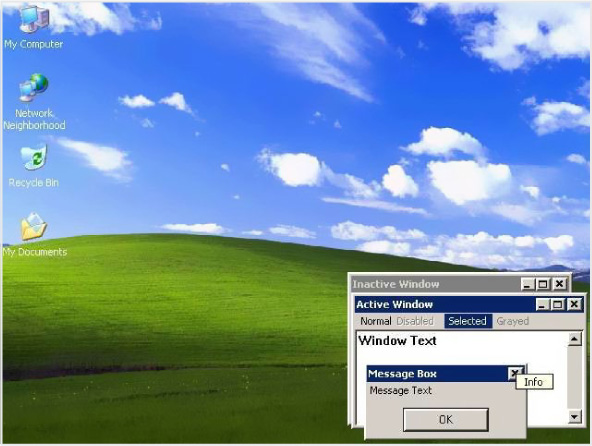 My Computer
Network
Neighborhood
Recycle Bin
My Documents
Inactive Window
Active Window
Normal Disabled Selected Grayed
Window Text
Message Box
Info
Message Text
OK